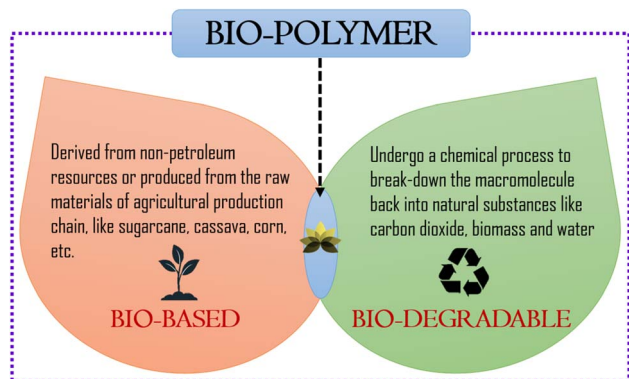 BIO-POLYMER
Derived from non-petroleum
resources or produced from the raw
materials of agricultural production
chain, like sugarcane, cassava, corn,
etc.
BIO-BASED
Undergo a chemical process to
break-down the macromolecule
back into natural substances like
carbon dioxide, biomass and water
BIO-DEGRADABLE